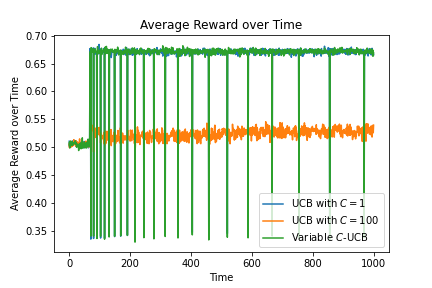 Average Reward over Time
Average Reward over Time
0.70
0.65
0.60
0.55
0.50
0.45
0.40
0.35
UCB with C = 1
UCB with C = 100
Variable C-UCB
0 200 400 600 800 1000
Time